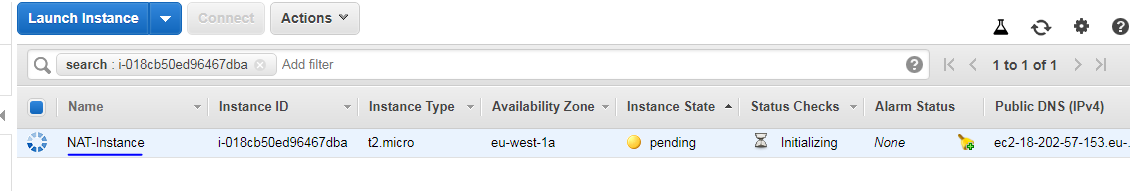 Launch Instance Connect Actions
search : i-018cb50ed96467dba Add filter 1 to 1 of 1
Name Instance ID Instance Type Availability Zone Instance State Status Checks Alarm Status Public DNS (IPv4)
NAT-Instance i-018cb50ed96467dba t2.micro eu-west-1a pending Initializing None ec2-18-202-57-153.eu-...